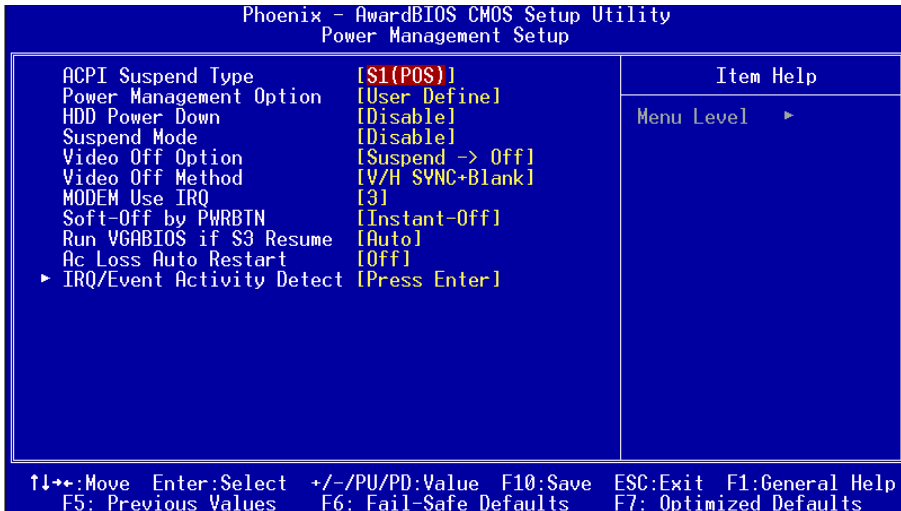 Phoenix - AwardBIOS CMOS Setup Utility
Power Management Setup
ACPI Suspend Type [S1(POS)]
Power Management Option [User Define]
HDD Power Down [Disable]
Suspend Mode [Disable]
Video Off Option [Suspend -> Off]
Video Off Method [V/H SYNC+Blank]
MODEM Use IRQ [3]
Soft-Off by PWRBTN [Instant-Off]
Run VGABIOS if S3 Resume [Auto]
Ac Loss Auto Restart [Off]
► IRQ/Event Activity Detect [Press Enter]
Item Help
Menu Level ►
↑↓→←:Move Enter:Select +/-/PU/PD:Value F10:Save ESC:Exit F1:General Help
F5: Previous Values F6: Fail-Safe Defaults F7: Optimized Defaults